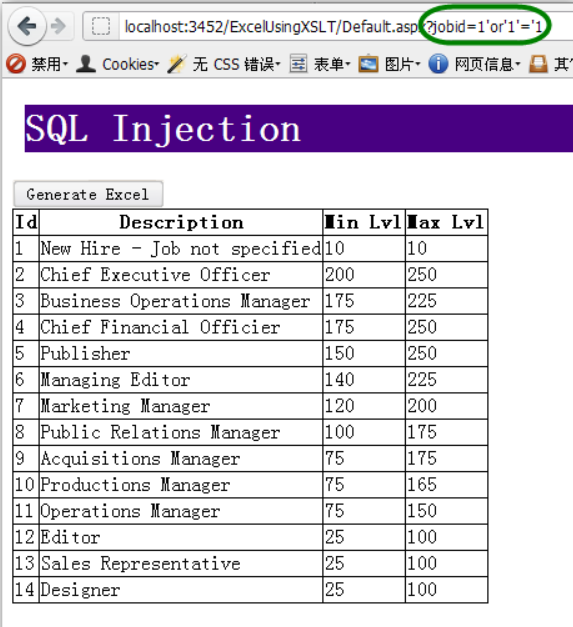 localhost:3452/ExcelUsingXSLT/Default.aspx?jobid=1'or'1'='1
禁用· Cookies· 无 CSS 错误· 表单· 图片· 网页信息· 其
SQL Injection
Generate Excel
Id Description Min Lvl Max Lvl
1 New Hire - Job not specified 10 10
2 Chief Executive Officer 200 250
3 Business Operations Manager 175 225
4 Chief Financial Officier 175 250
5 Publisher 150 250
6 Managing Editor 140 225
7 Marketing Manager 120 200
8 Public Relations Manager 100 175
9 Acquisitions Manager 75 175
10 Productions Manager 75 165
11 Operations Manager 75 150
12 Editor 25 100
13 Sales Representative 25 100
14 Designer 25 100